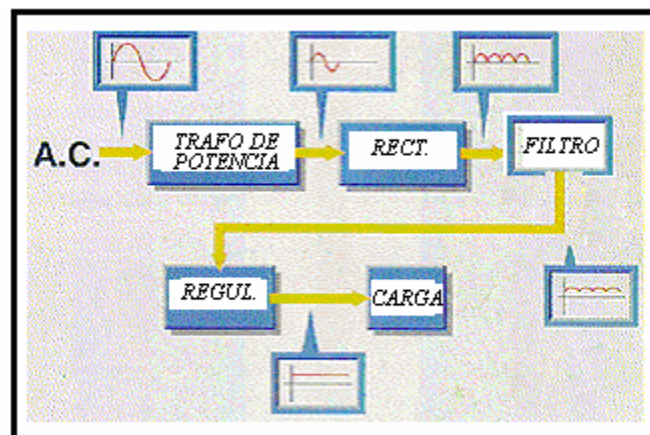 A.C.
TRAFO DE
POTENCIA
RECT.
FILTRO
REGUL.
CARGA